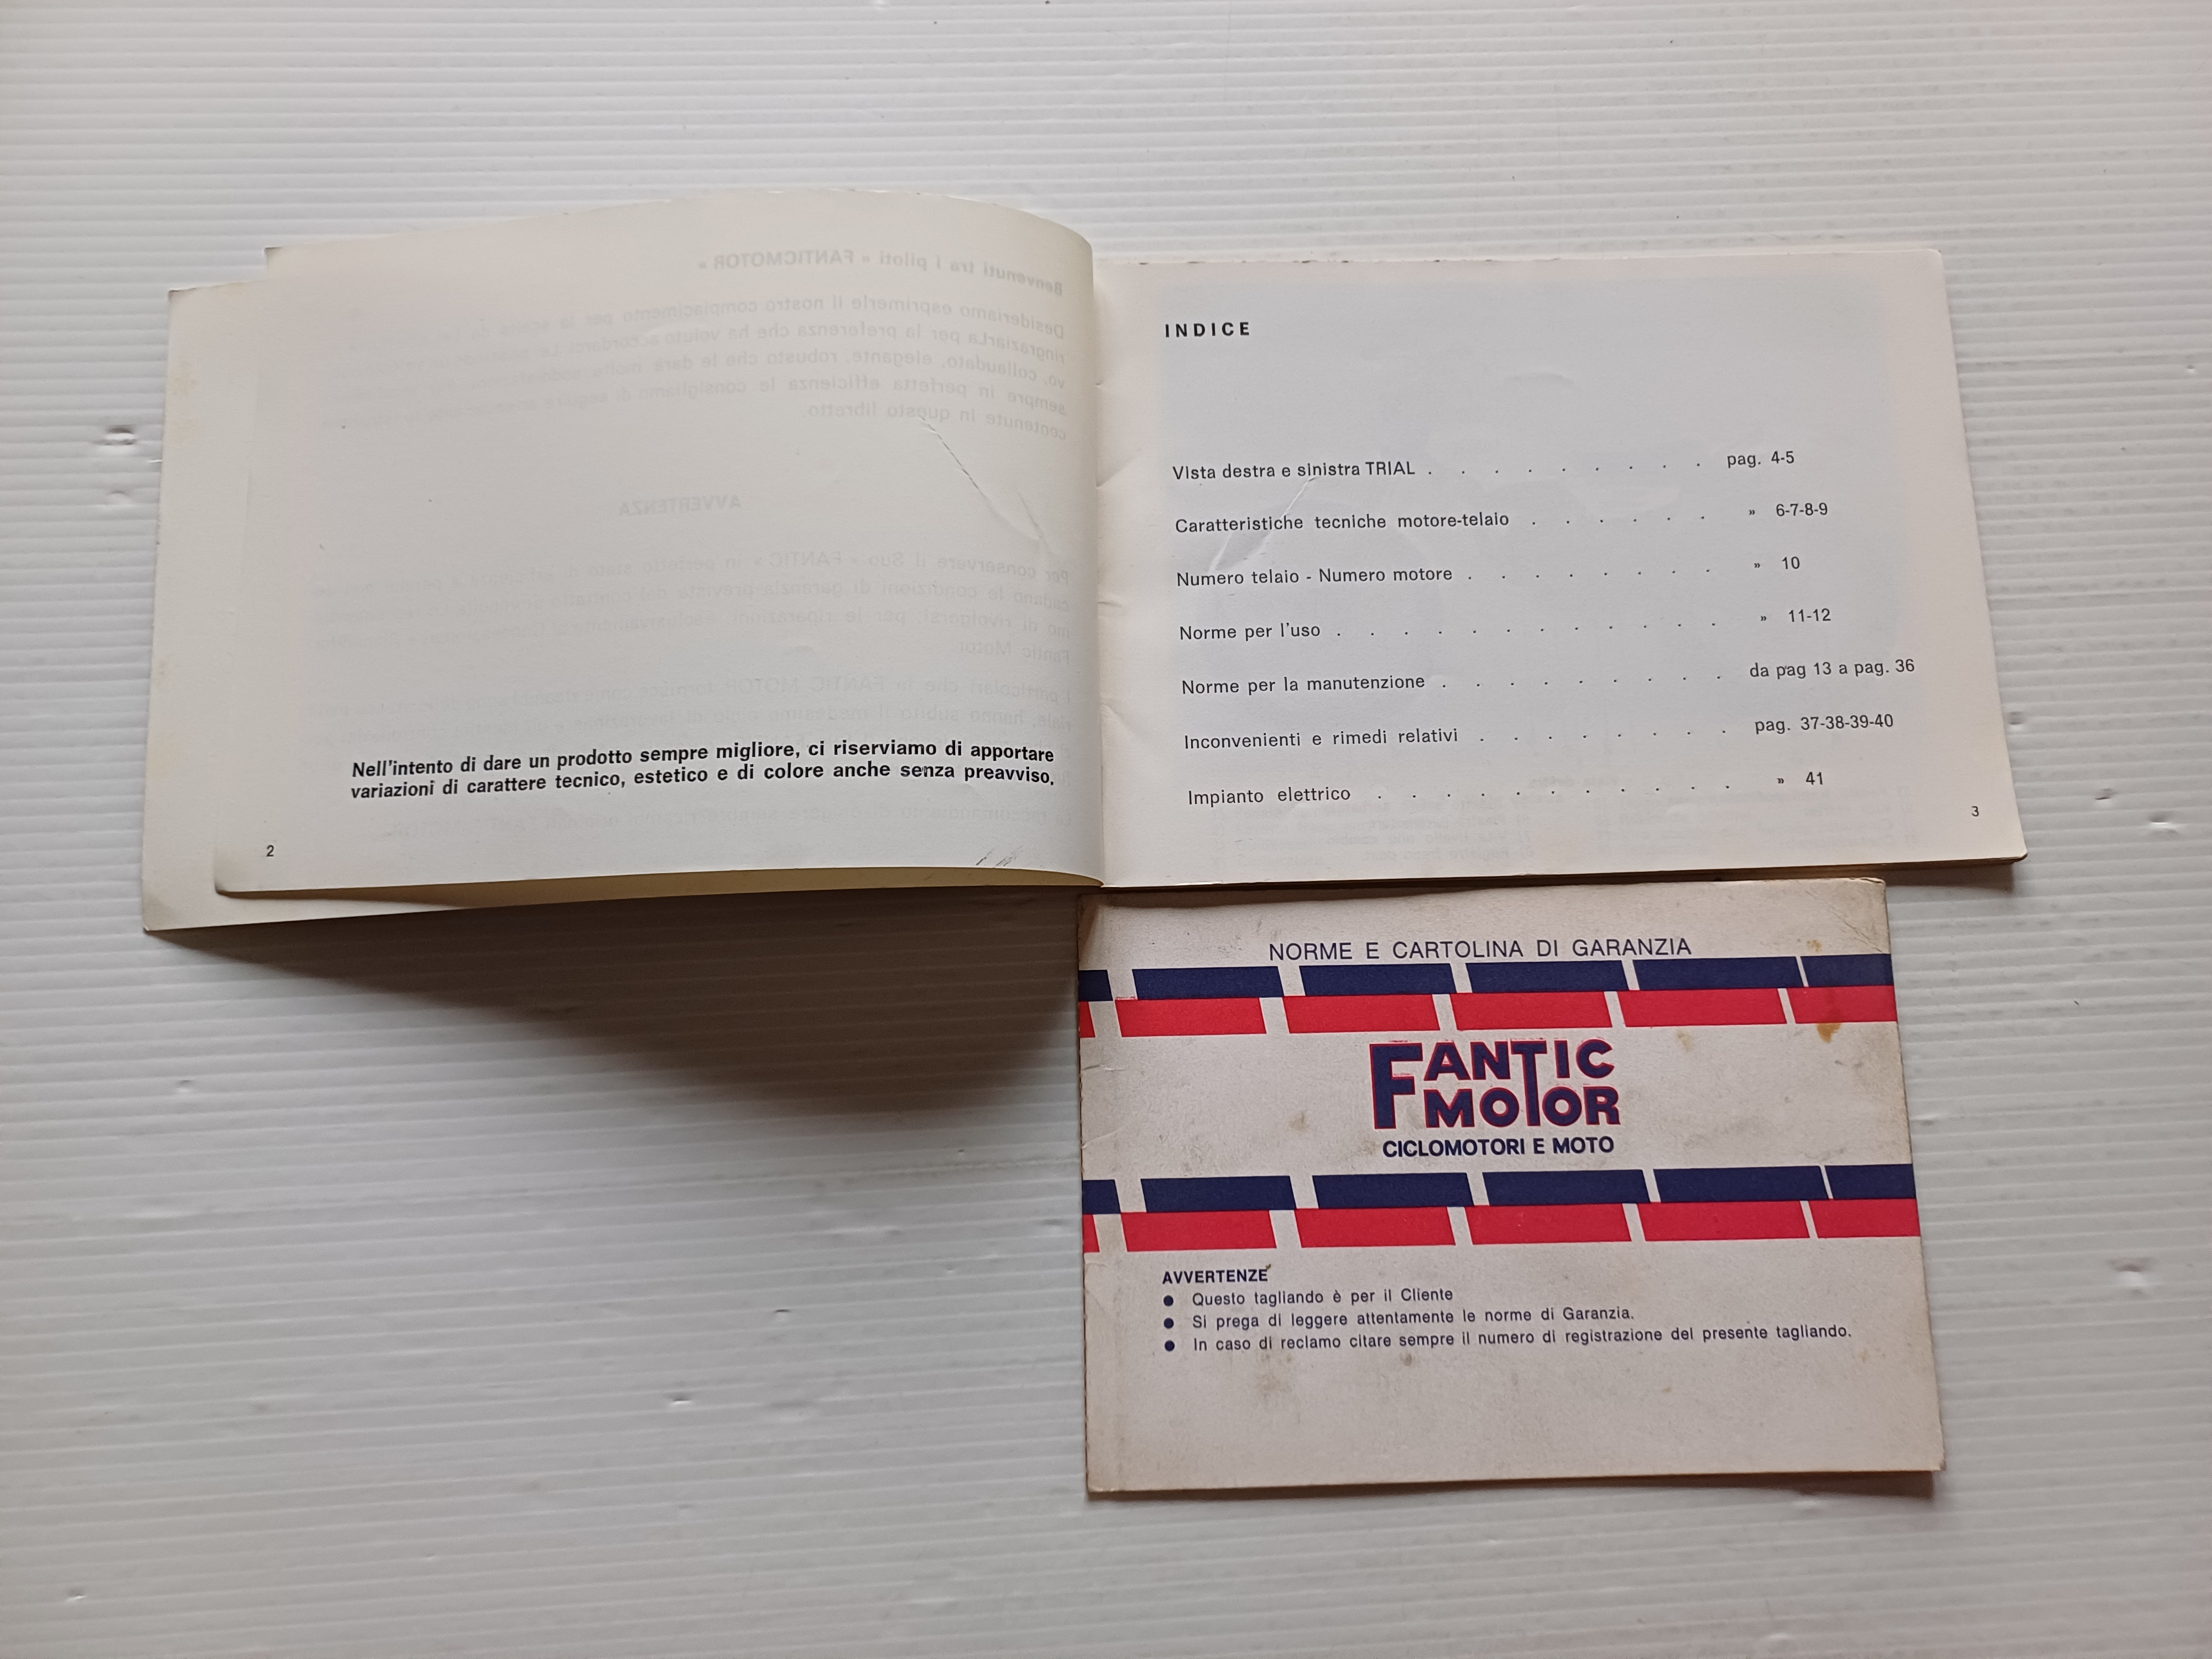 Nell'intento di dare un prodotto sempre migliore, ci riserviamo di apportare
variazioni di carattere tecnico, estetico e di colore anche senza preavviso.
2
INDICE
Vista destra e sinistra TRIAL . . . . . . . . . pag. 4-5
Caratteristiche tecniche motore-telaio . . . . . . » 6-7-8-9
Numero telaio - Numero motore . . . . . . . . » 10
Norme per l'uso . . . . . . . . . . . . » 11-12
Norme per la manutenzione . . . . . . . . . da pag 13 a pag. 36
Inconvenienti e rimedi relativi . . . . . . . . pag. 37-38-39-40
Impianto elettrico . . . . . . . . . . . » 41
3
NORME E CARTOLINA DI GARANZIA
FANTIC
MOTOR
CICLOMOTORI E MOTO
AVVERTENZE
● Questo tagliando è per il Cliente
● Si prega di leggere attentamente le norme di Garanzia.
● In caso di reclamo citare sempre il numero di registrazione del presente tagliando.